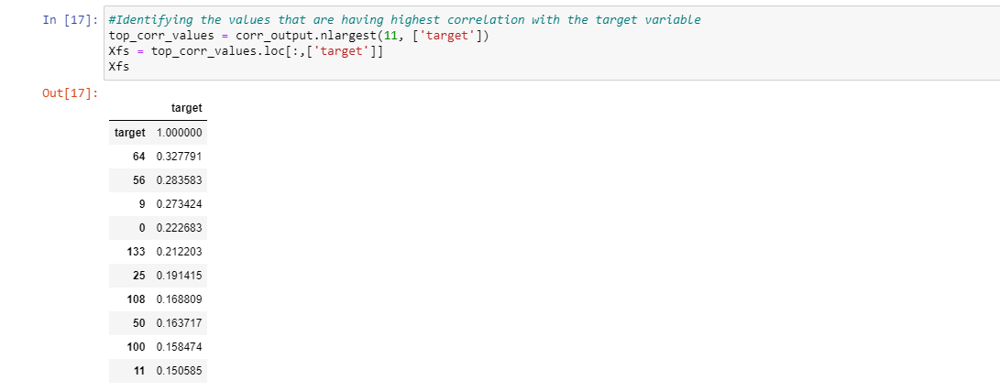 In [17]: #Identifying the values that are having highest correlation with the target variable
top_corr_values = corr_output.nlargest(11, ['target'])
Xfs = top_corr_values.loc[:,['target']]
Xfs
Out[17]:
target
target 1.000000
64 0.327791
56 0.283583
9 0.273424
0 0.222683
133 0.212203
25 0.191415
108 0.168809
50 0.163717
100 0.158474
11 0.150585